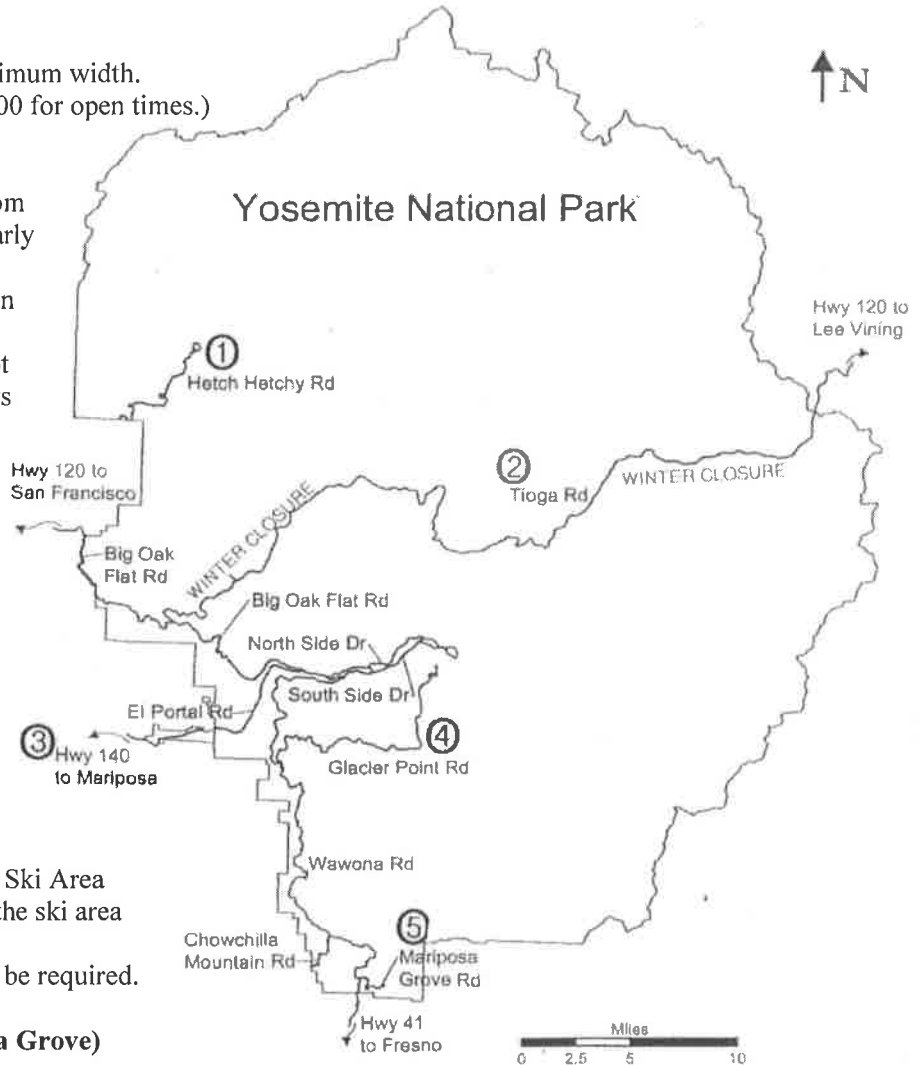 imum width.
00 for open times.)
om
arly
n
ot
s
Ski Area
the ski area
be required.
a Grove)
N
Yosemite National Park
Hwy 120 to
Lee Vining
①
Hetch Hetchy Rd
②
Tioga Rd
WINTER CLOSURE
Hwy 120 to
San Francisco
WINTER CLOSURE
Big Oak
Flat Rd
Big Oak Flat Rd
North Side Dr
South Side Dr
El Portal Rd
③
Hwy 140
to Mariposa
④
Glacier Point Rd
Wawona Rd
⑤
Mariposa
Grove Rd
Chowchilla
Mountain Rd
Hwy 41
to Fresno
Miles
0 2.5 5 10